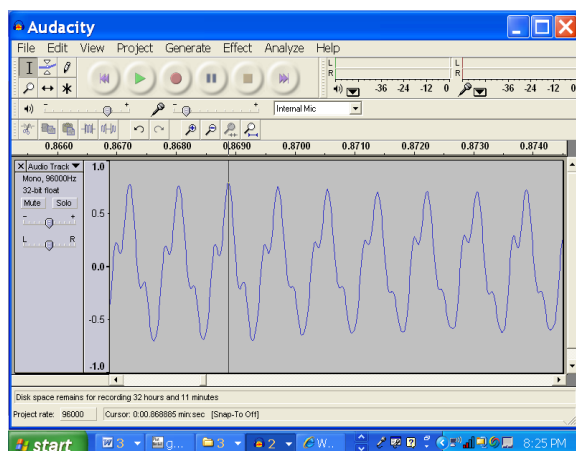 Audacity
File Edit View Project Generate Effect Analyze Help
L
R
-36 -24 -12 0
L
R
-36 -24 -12 0
- + - + Internal Mic
0.8660 0.8670 0.8680 0.8690 0.8700 0.8710 0.8720 0.8730 0.8740
X Audio Track
Mono, 96000Hz
32-bit float
Mute Solo
- +
L R
1.0
0.5
0.0
-0.5
-1.0
Disk space remains for recording 32 hours and 11 minutes
Project rate: 96000 Cursor: 0:00.868885 min:sec [Snap-To Off]
start 3 g... 3 2 W... 8:25 PM